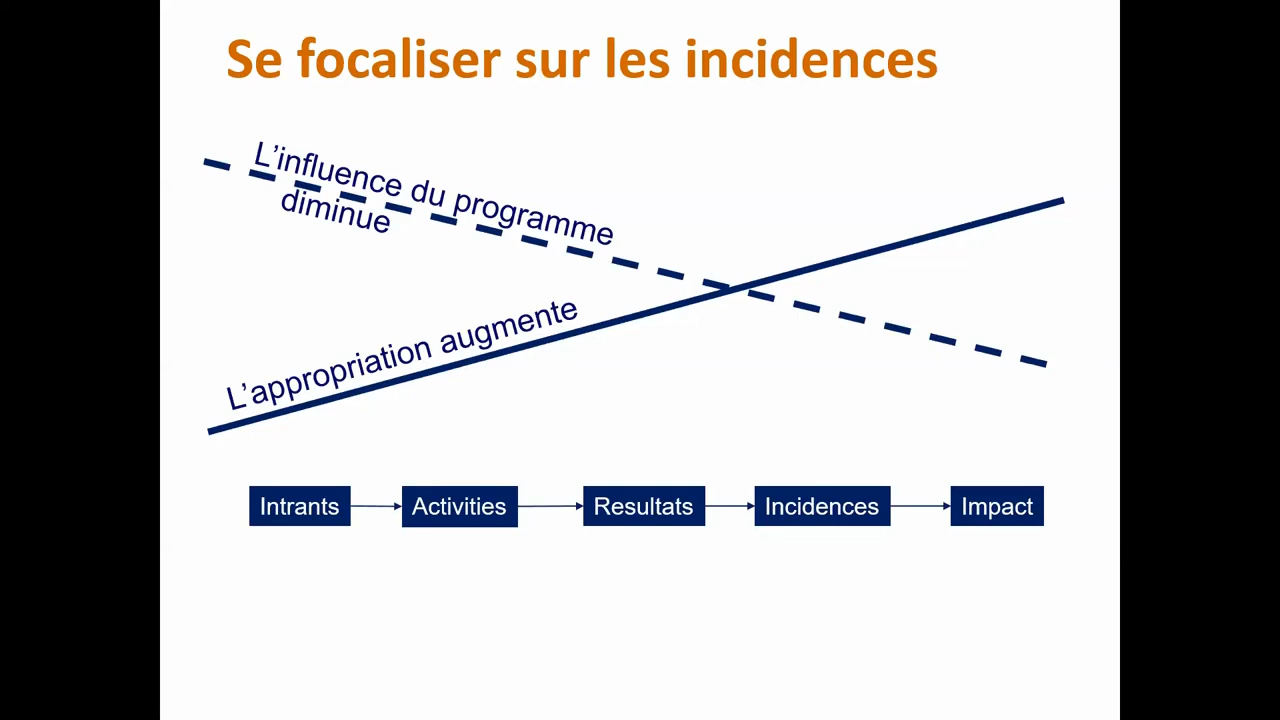 Se focaliser sur les incidences
L'influence du programme
diminue
L'appropriation augmente
Intrants
Activities
Resultats
Incidences
Impact